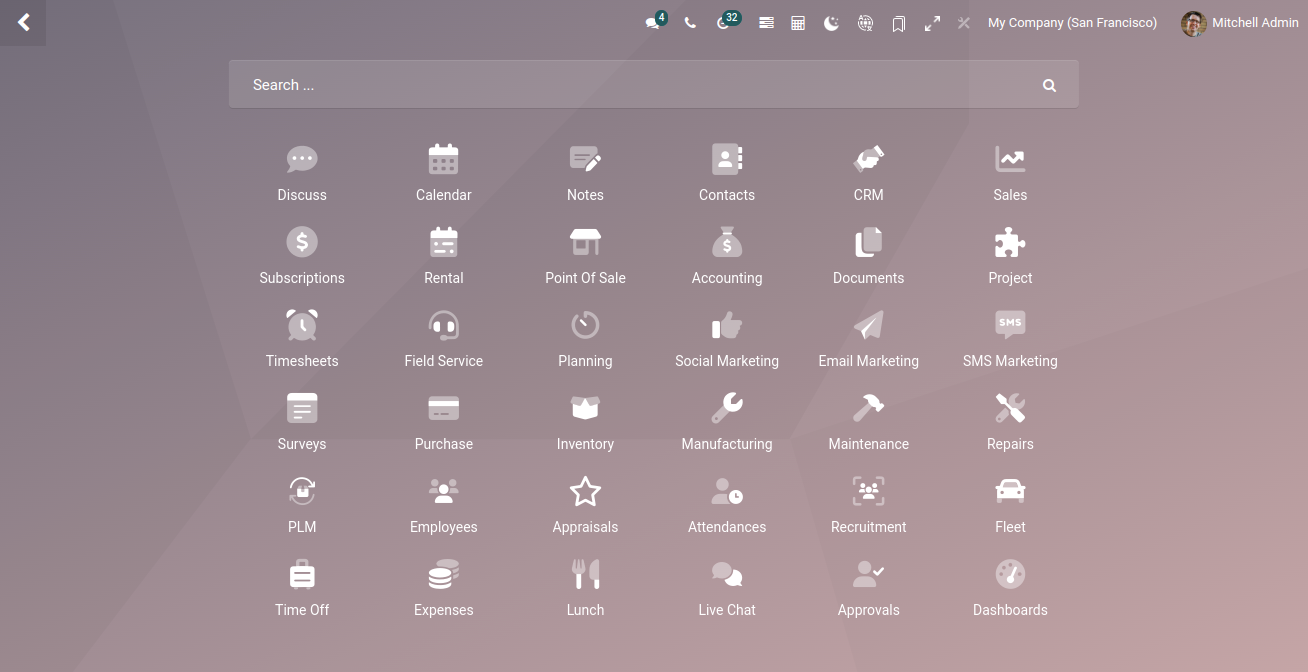 4 32 My Company (San Francisco) Mitchell Admin
Search ...
Discuss Calendar Notes Contacts CRM Sales
Subscriptions Rental Point Of Sale Accounting Documents Project
SMS
Timesheets Field Service Planning Social Marketing Email Marketing SMS Marketing
Surveys Purchase Inventory Manufacturing Maintenance Repairs
PLM Employees Appraisals Attendances Recruitment Fleet
Time Off Expenses Lunch Live Chat Approvals Dashboards